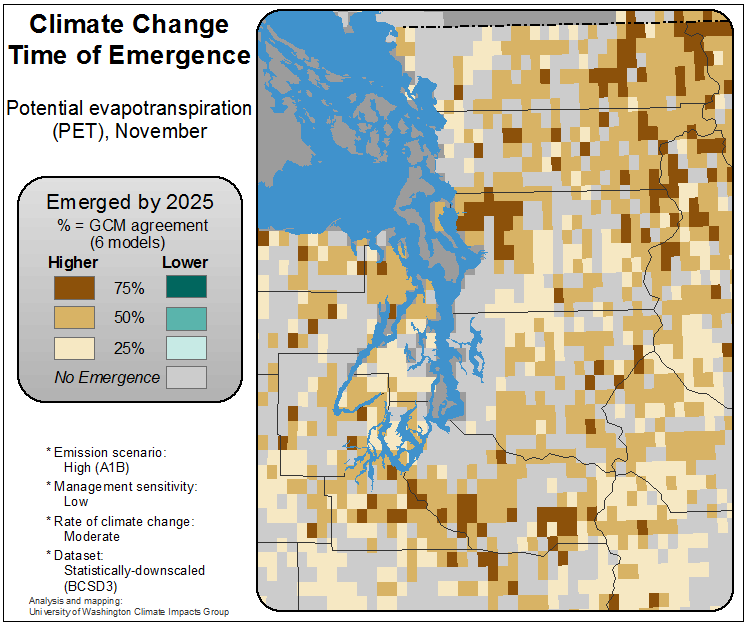 Climate Change
Time of Emergence
Potential evapotranspiration
(PET), November
Emerged by 2025
% = GCM agreement
(6 models)
Higher Lower
75%
50%
25%
No Emergence
* Emission scenario:
High (A1B)
* Management sensitivity:
Low
* Rate of climate change:
Moderate
* Dataset:
Statistically-downscaled
(BCSD3)
Analysis and mapping:
University of Washington Climate Impacts Group